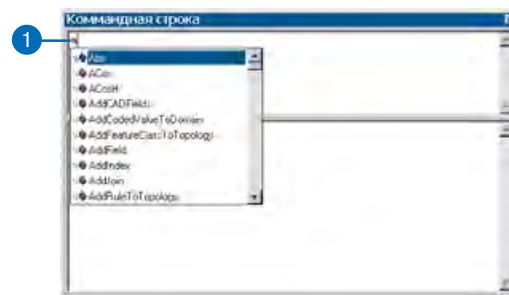 Командная строка
1
a
Abs
ACos
ACosH
AddCADFields
AddCodedValueToDomain
AddFeatureClassToTopology
AddField
AddIndex
AddJoin
AddRuleToTopology